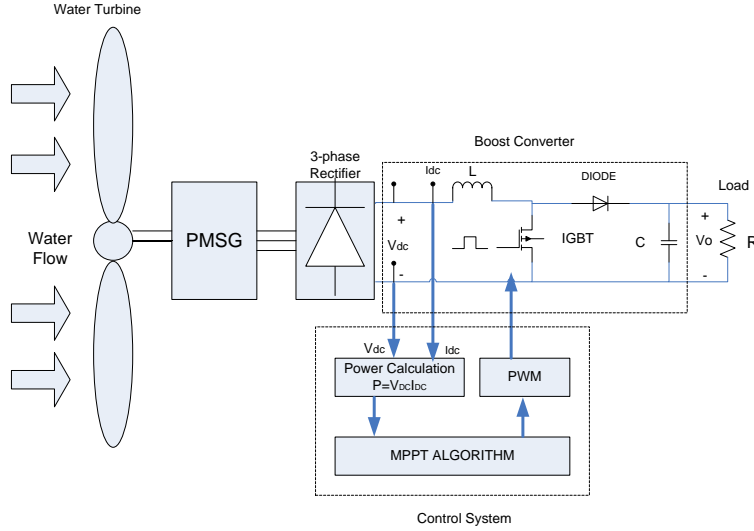 Water Turbine
Boost Converter
3-phase
Rectifier
Idc
L
DIODE
Load
+
+
PMSG
Water
Flow
Vdc
IGBT
C
Vo
R
-
-
Vdc
Idc
Power Calculation
P=VDCIDC
PWM
MPPT ALGORITHM
Control System